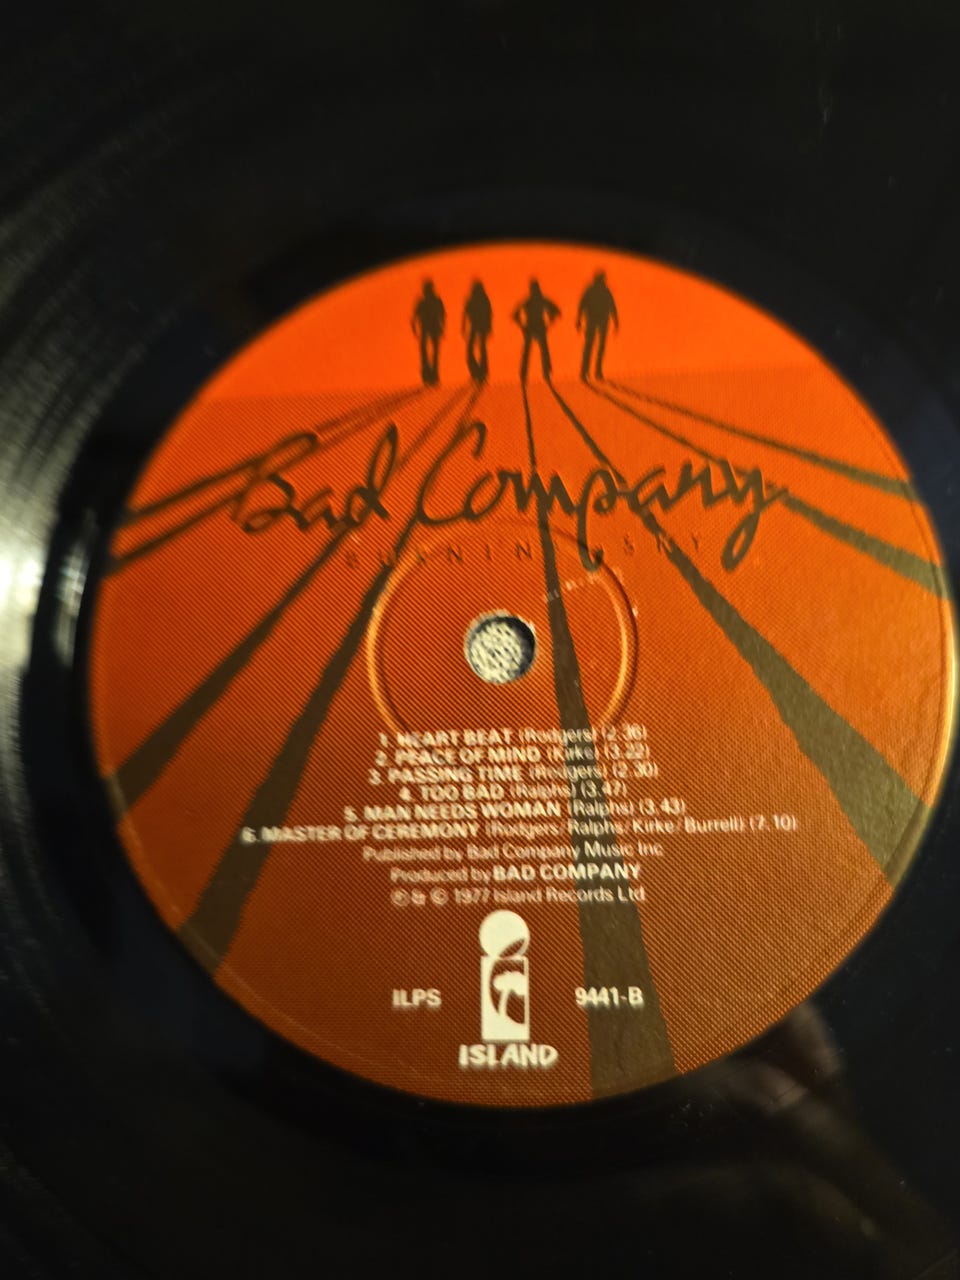 Bad Company
BURNIN' SKY
1. HEART BEAT (Rodgers) (2.36)
2. PEACE OF MIND (Kirke) (3.22)
3. PASSING TIME (Rodgers) (2.30)
4. TOO BAD (Ralphs) (3.47)
5. MAN NEEDS WOMAN (Ralphs) (3.43)
6. MASTER OF CEREMONY (Rodgers/Ralphs/Kirke/Burrell) (7.10)
Published by Bad Company Music Inc
Produced by BAD COMPANY
℗ & © 1977 Island Records Ltd
ILPS 9441-B
ISLAND